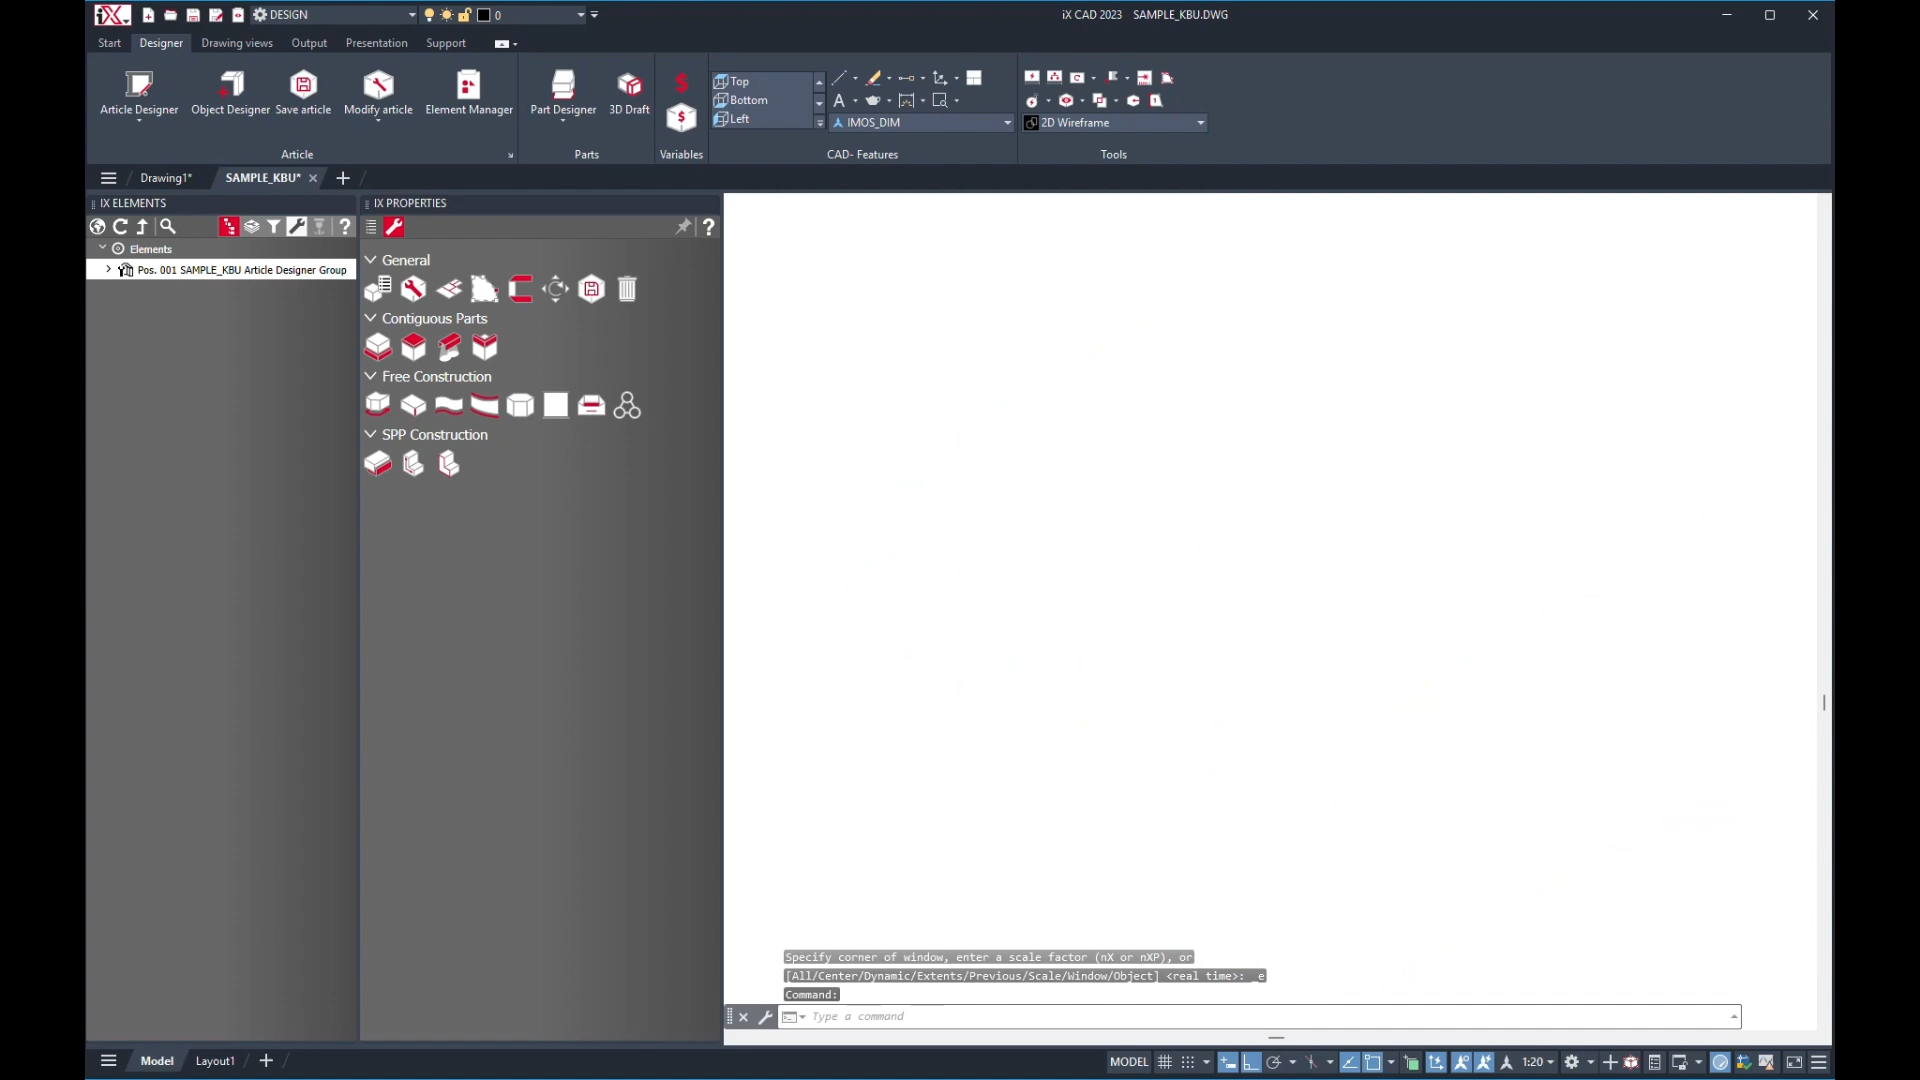 iX DESIGN 0 iX CAD 2023 SAMPLE_KBU.DWG
Start Designer Drawing views Output Presentation Support
Article Designer Object Designer Save article Modify article Element Manager Part Designer 3D Draft
Top
Bottom
Left
IMOS_DIM
2D Wireframe
Article Parts Variables CAD- Features Tools
Drawing1* SAMPLE_KBU*
IX ELEMENTS
Elements
Pos. 001 SAMPLE_KBU Article Designer Group
IX PROPERTIES
General
Contiguous Parts
Free Construction
SPP Construction
Specify corner of window, enter a scale factor (nX or nXP), or
[All/Center/Dynamic/Extents/Previous/Scale/Window/Object] <real time>: _e
Command:
Type a command
Model Layout1 MODEL 1:20